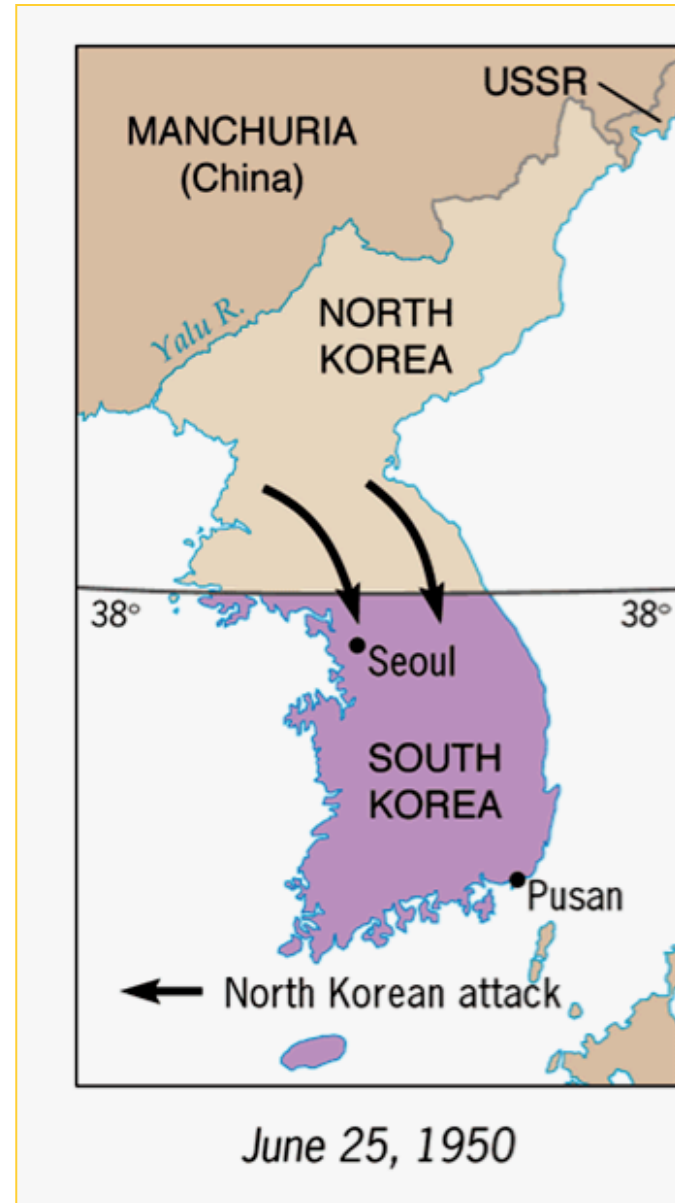 USSR
MANCHURIA
(China)
NORTH
KOREA
Yalu R.
38° 38°
Seoul
SOUTH
KOREA
Pusan
North Korean attack
June 25, 1950